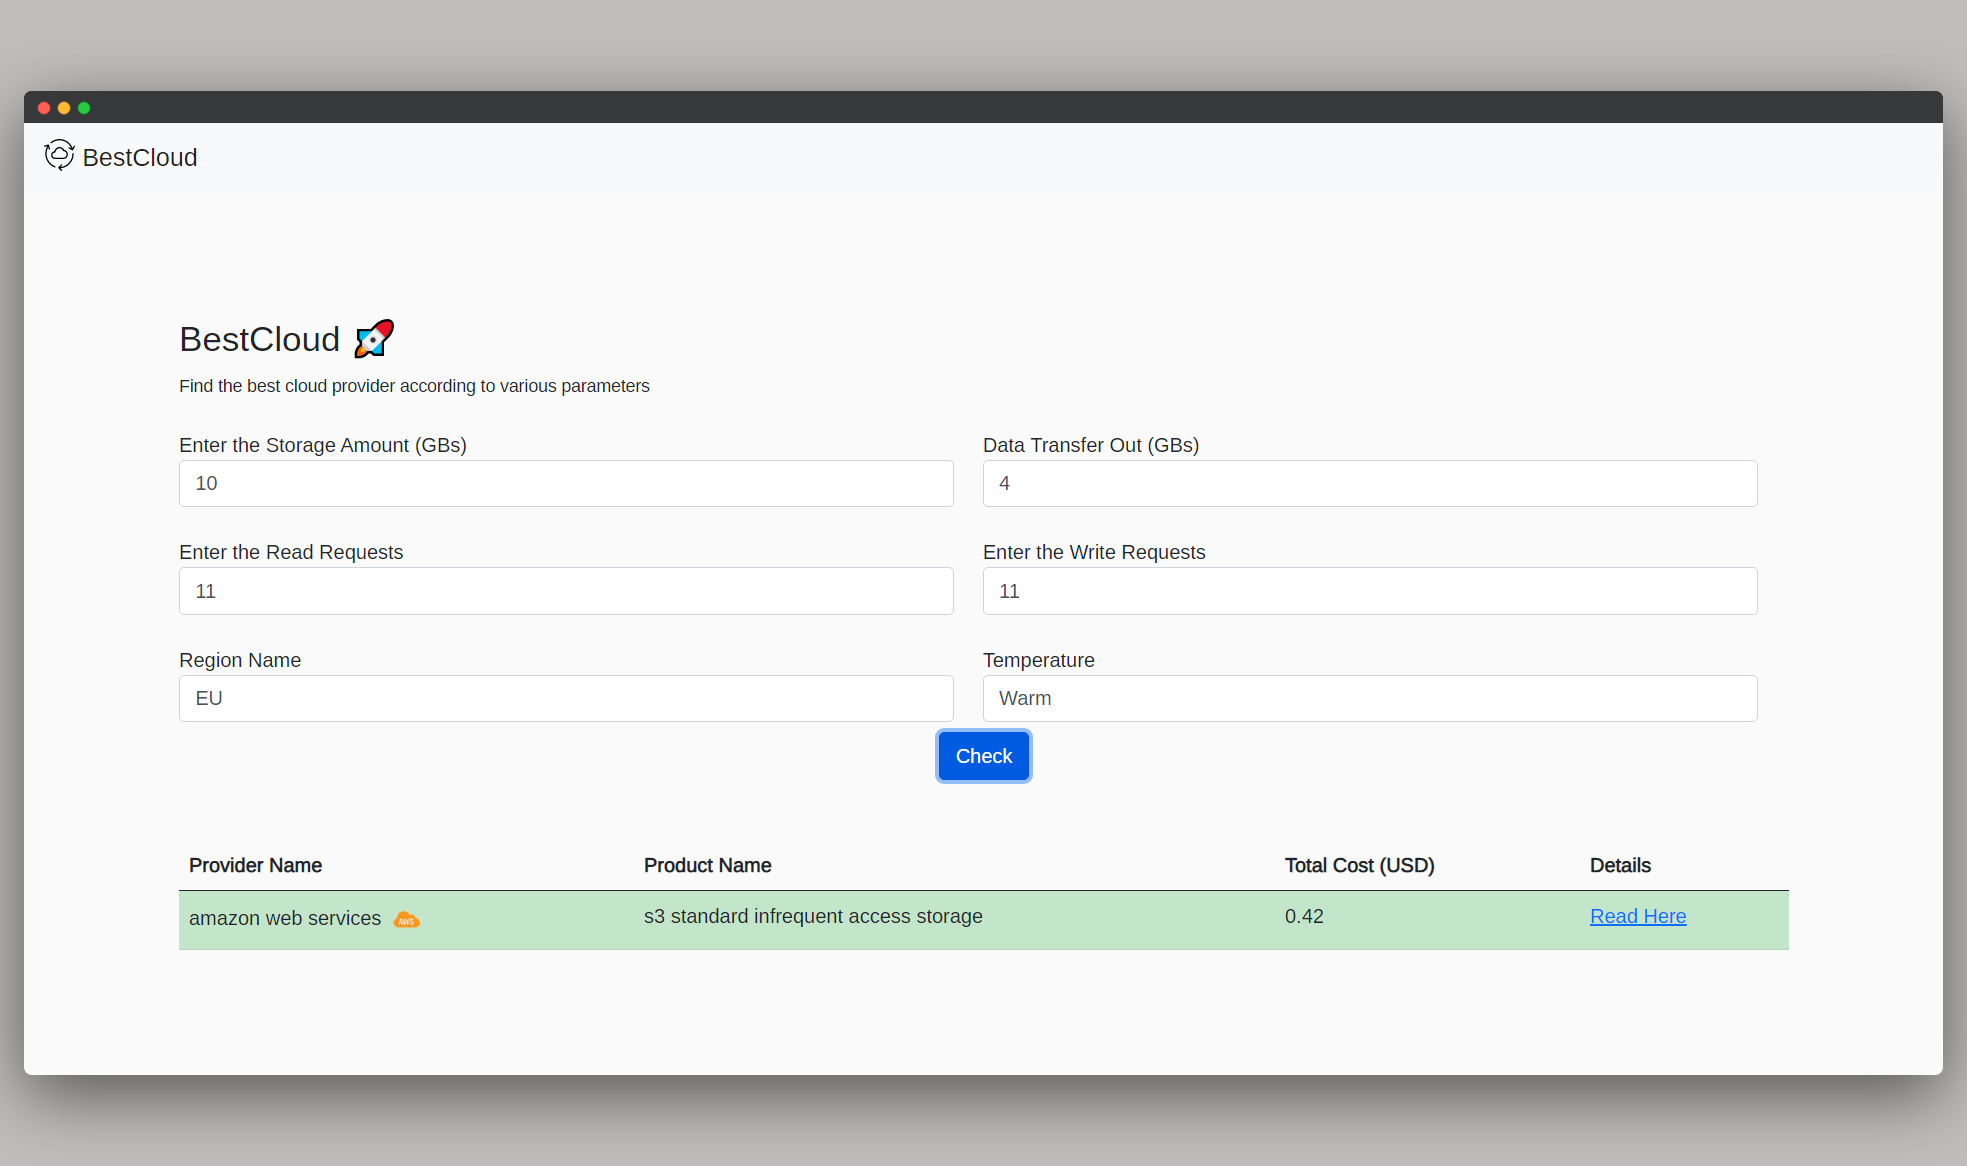 BestCloud
BestCloud
Find the best cloud provider according to various parameters
Enter the Storage Amount (GBs) Data Transfer Out (GBs)
10 4
Enter the Read Requests Enter the Write Requests
11 11
Region Name Temperature
EU Warm
Check
Provider Name Product Name Total Cost (USD) Details
amazon web services AWS s3 standard infrequent access storage 0.42 Read Here